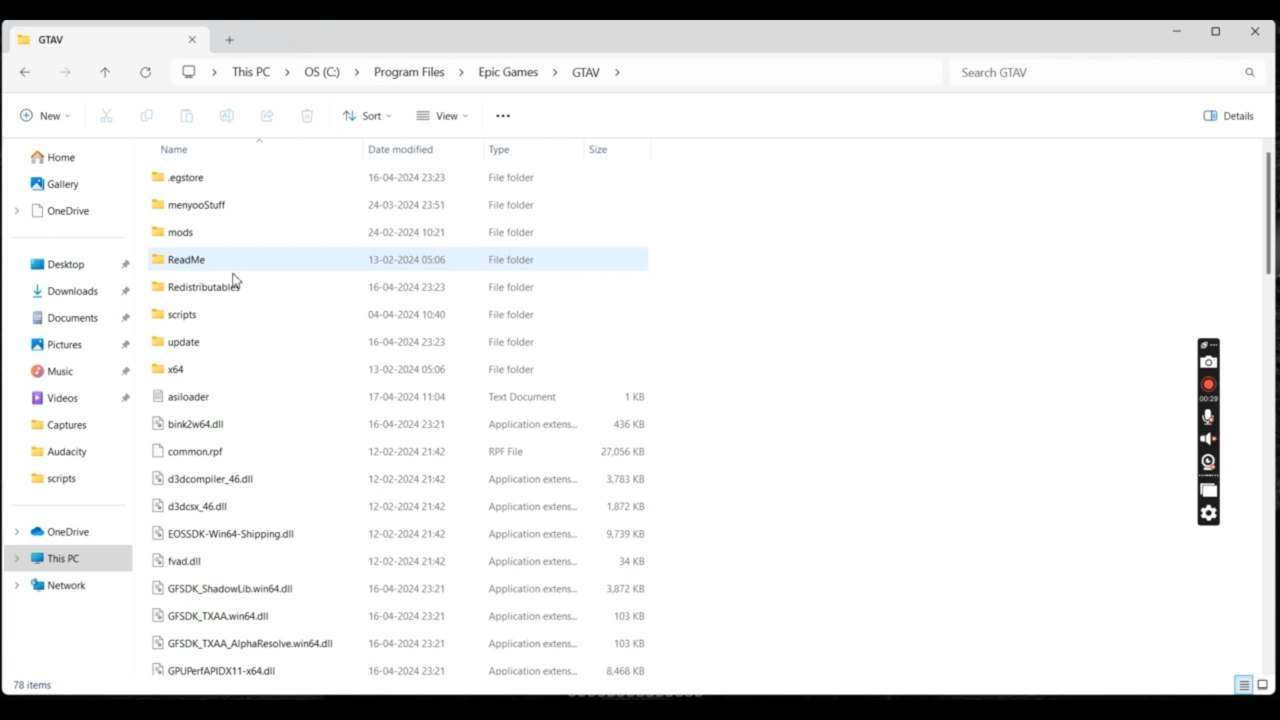 GTAV
This PC > OS (C:) > Program Files > Epic Games > GTAV >
Search GTAV
New
Sort
View
Details
Name Date modified Type Size
Home
Gallery
OneDrive
Desktop
Downloads
Documents
Pictures
Music
Videos
Captures
Audacity
scripts
OneDrive
This PC
Network
.egstore 16-04-2024 23:23 File folder
menyooStuff 24-03-2024 23:51 File folder
mods 24-02-2024 10:21 File folder
ReadMe 13-02-2024 05:06 File folder
Redistributables 16-04-2024 23:23 File folder
scripts 04-04-2024 10:40 File folder
update 16-04-2024 23:23 File folder
x64 13-02-2024 05:06 File folder
asiloader 17-04-2024 11:04 Text Document 1 KB
bink2w64.dll 16-04-2024 23:21 Application extens... 436 KB
common.rpf 12-02-2024 21:42 RPF File 27,056 KB
d3dcompiler_46.dll 12-02-2024 21:42 Application extens... 3,783 KB
d3dcsx_46.dll 12-02-2024 21:42 Application extens... 1,872 KB
EOSSDK-Win64-Shipping.dll 12-02-2024 21:42 Application extens... 9,739 KB
fvad.dll 12-02-2024 21:42 Application extens... 34 KB
GFSDK_ShadowLib.win64.dll 16-04-2024 23:21 Application extens... 3,872 KB
GFSDK_TXAA.win64.dll 16-04-2024 23:21 Application extens... 103 KB
GFSDK_TXAA_AlphaResolve.win64.dll 16-04-2024 23:21 Application extens... 103 KB
GPUPerfAPIDX11-x64.dll 16-04-2024 23:21 Application extens... 8,468 KB
00:29
78 items